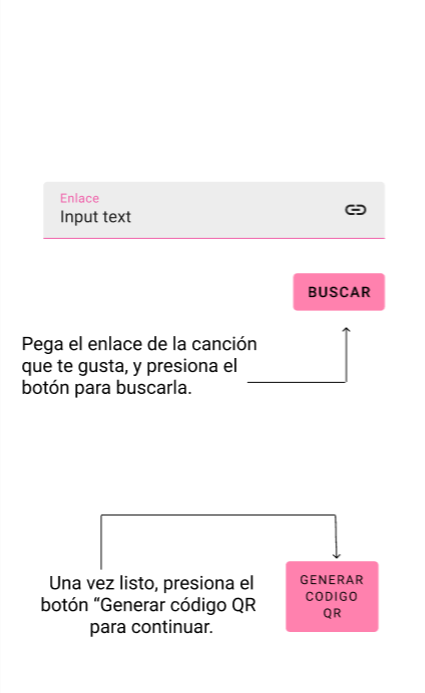 Enlace
Input text
BUSCAR
Pega el enlace de la canción
que te gusta, y presiona el
botón para buscarla.
Una vez listo, presiona el
botón “Generar código QR
para continuar.
GENERAR
CODIGO
QR